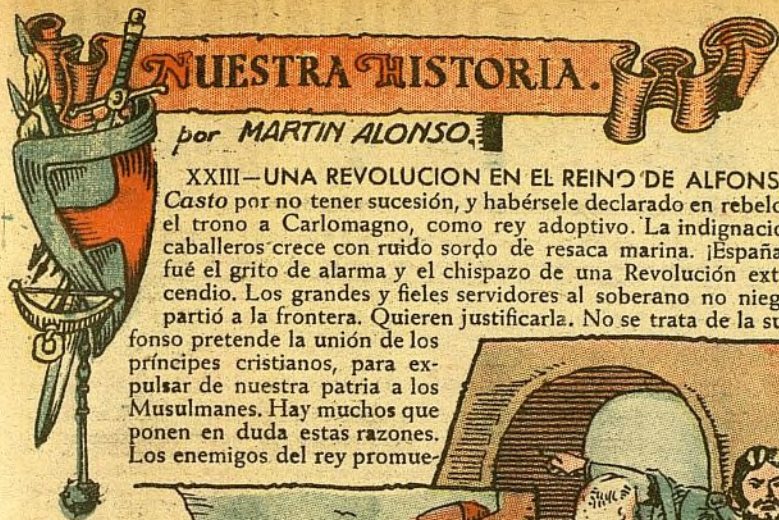 NUESTRA HISTORIA.
por MARTIN ALONSO.
XXIII—UNA REVOLUCION EN EL REINO DE ALFONS
Casto por no tener sucesión, y habérsele declarado en rebeld
el trono a Carlomagno, como rey adoptivo. La indignació
caballeros crece con ruido sordo de resaca marina. ¡España
fué el grito de alarma y el chispazo de una Revolución ext
cendio. Los grandes y fieles servidores al soberano no nieg
partió a la frontera. Quieren justificarla. No se trata de la su
fonso pretende la unión de los
príncipes cristianos, para ex-
pulsar de nuestra patria a los
Musulmanes. Hay muchos que
ponen en duda estas razones.
Los enemigos del rey promue-